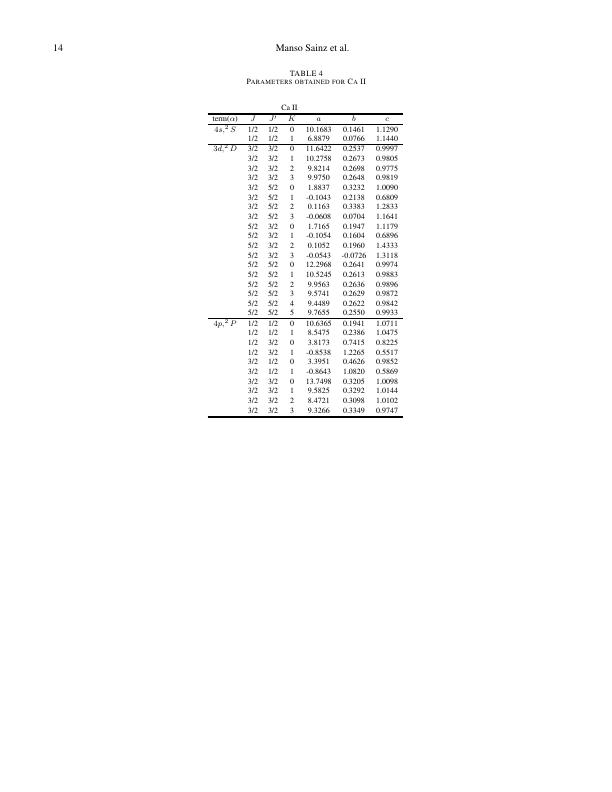 14
Manso Sainz et al.
TABLE 4
PARAMETERS OBTAINED FOR CA II
Ca II
term(α) J J′ K a b c
4s,² S 1/2 1/2 0 10.1683 0.1461 1.1290
1/2 1/2 1 6.8879 0.0766 1.1440
3d,² D 3/2 3/2 0 11.6422 0.2537 0.9997
3/2 3/2 1 10.2758 0.2673 0.9805
3/2 3/2 2 9.8214 0.2698 0.9775
3/2 3/2 3 9.9750 0.2648 0.9819
3/2 5/2 0 1.8837 0.3232 1.0090
3/2 5/2 1 -0.1043 0.2138 0.6809
3/2 5/2 2 0.1163 0.3383 1.2833
3/2 5/2 3 -0.0608 0.0704 1.1641
5/2 3/2 0 1.7165 0.1947 1.1179
5/2 3/2 1 -0.1054 0.1604 0.6896
5/2 3/2 2 0.1052 0.1960 1.4333
5/2 3/2 3 -0.0543 -0.0726 1.3118
5/2 5/2 0 12.2968 0.2641 0.9974
5/2 5/2 1 10.5245 0.2613 0.9883
5/2 5/2 2 9.9563 0.2636 0.9896
5/2 5/2 3 9.5741 0.2629 0.9872
5/2 5/2 4 9.4489 0.2622 0.9842
5/2 5/2 5 9.7655 0.2550 0.9933
4p,² P 1/2 1/2 0 10.6365 0.1941 1.0711
1/2 1/2 1 8.5475 0.2386 1.0475
1/2 3/2 0 3.8173 0.7415 0.8225
1/2 3/2 1 -0.8538 1.2265 0.5517
3/2 1/2 0 3.3951 0.4626 0.9852
3/2 1/2 1 -0.8643 1.0820 0.5869
3/2 3/2 0 13.7498 0.3205 1.0098
3/2 3/2 1 9.5825 0.3292 1.0144
3/2 3/2 2 8.4721 0.3098 1.0102
3/2 3/2 3 9.3266 0.3349 0.9747